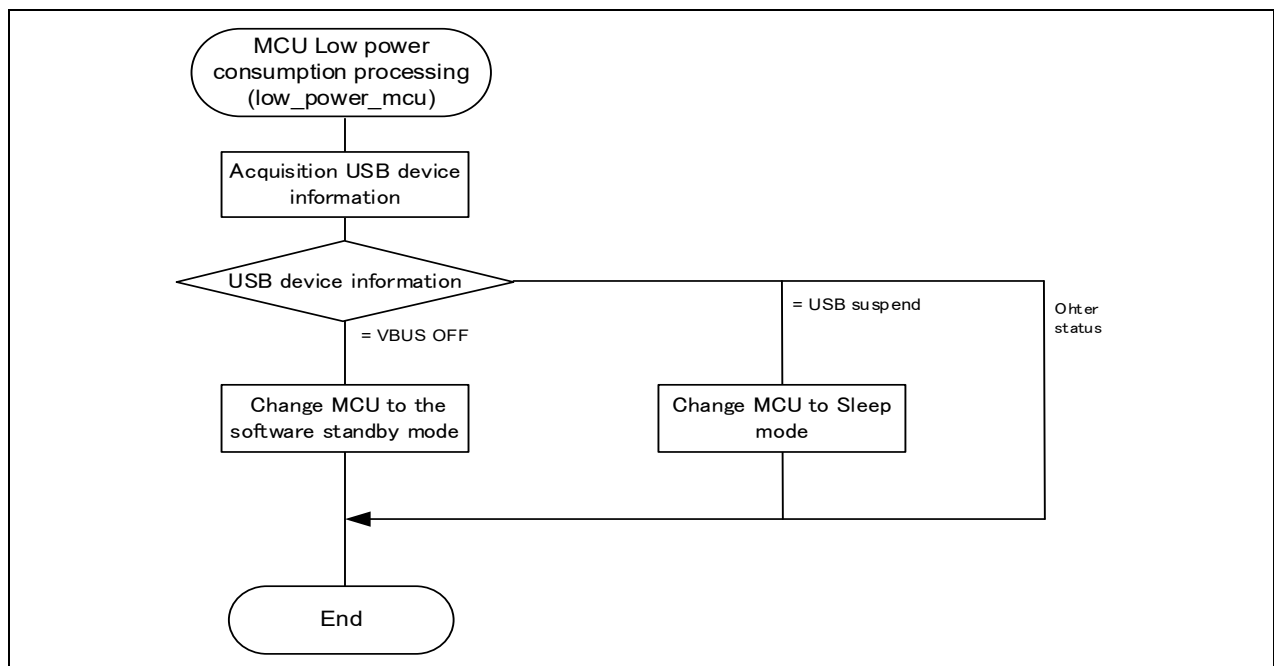 MCU Low power
consumption processing
(low_power_mcu)
Acquisition USB device
information
USB device information
= VBUS OFF
= USB suspend
Ohter
status
Change MCU to the
software standby mode
Change MCU to Sleep
mode
End